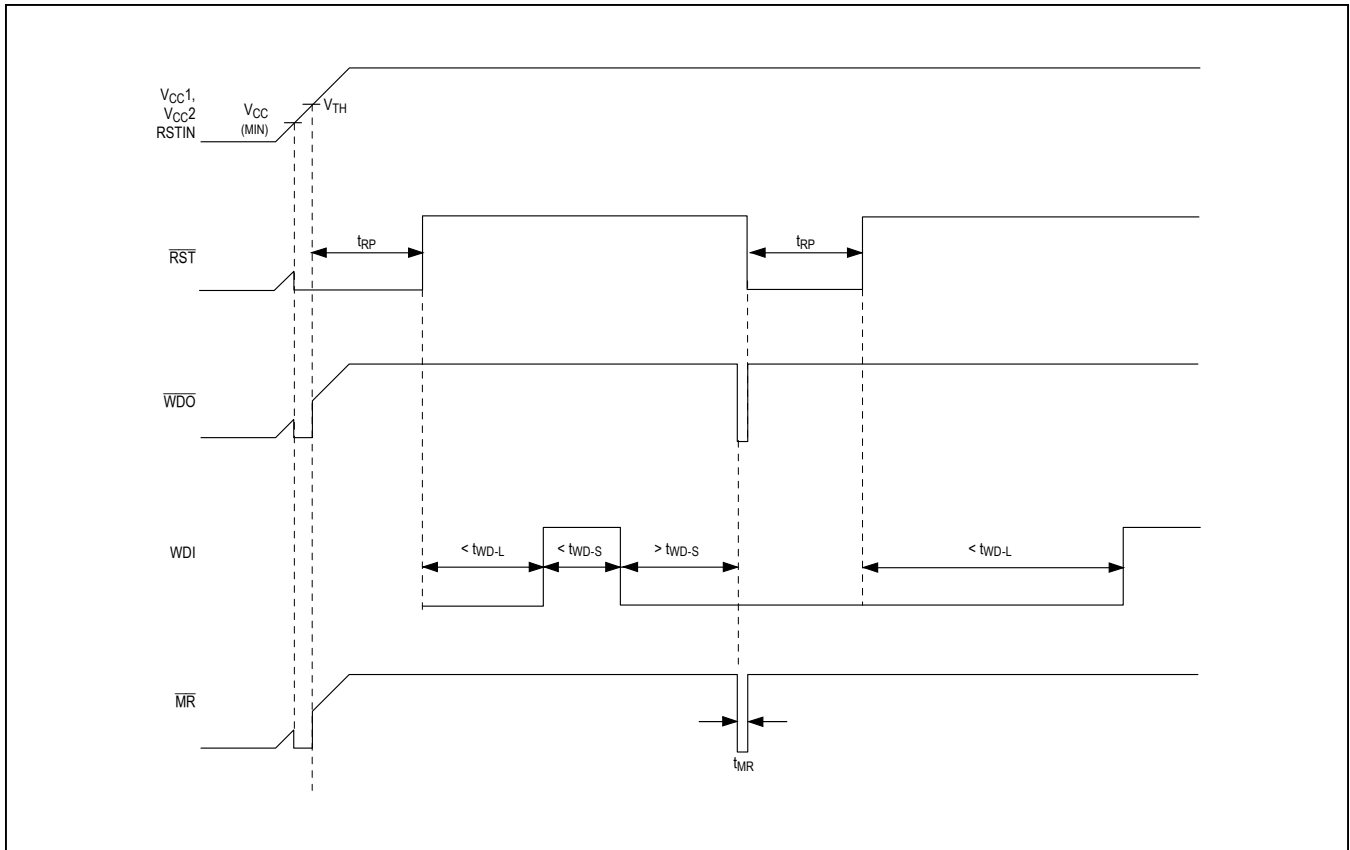 VCC1,
VCC2
RSTIN
VCC
(MIN)
VTH
RST
tRP
tRP
WDO
WDI
< tWD-L
< tWD-S
> tWD-S
< tWD-L
MR
tMR